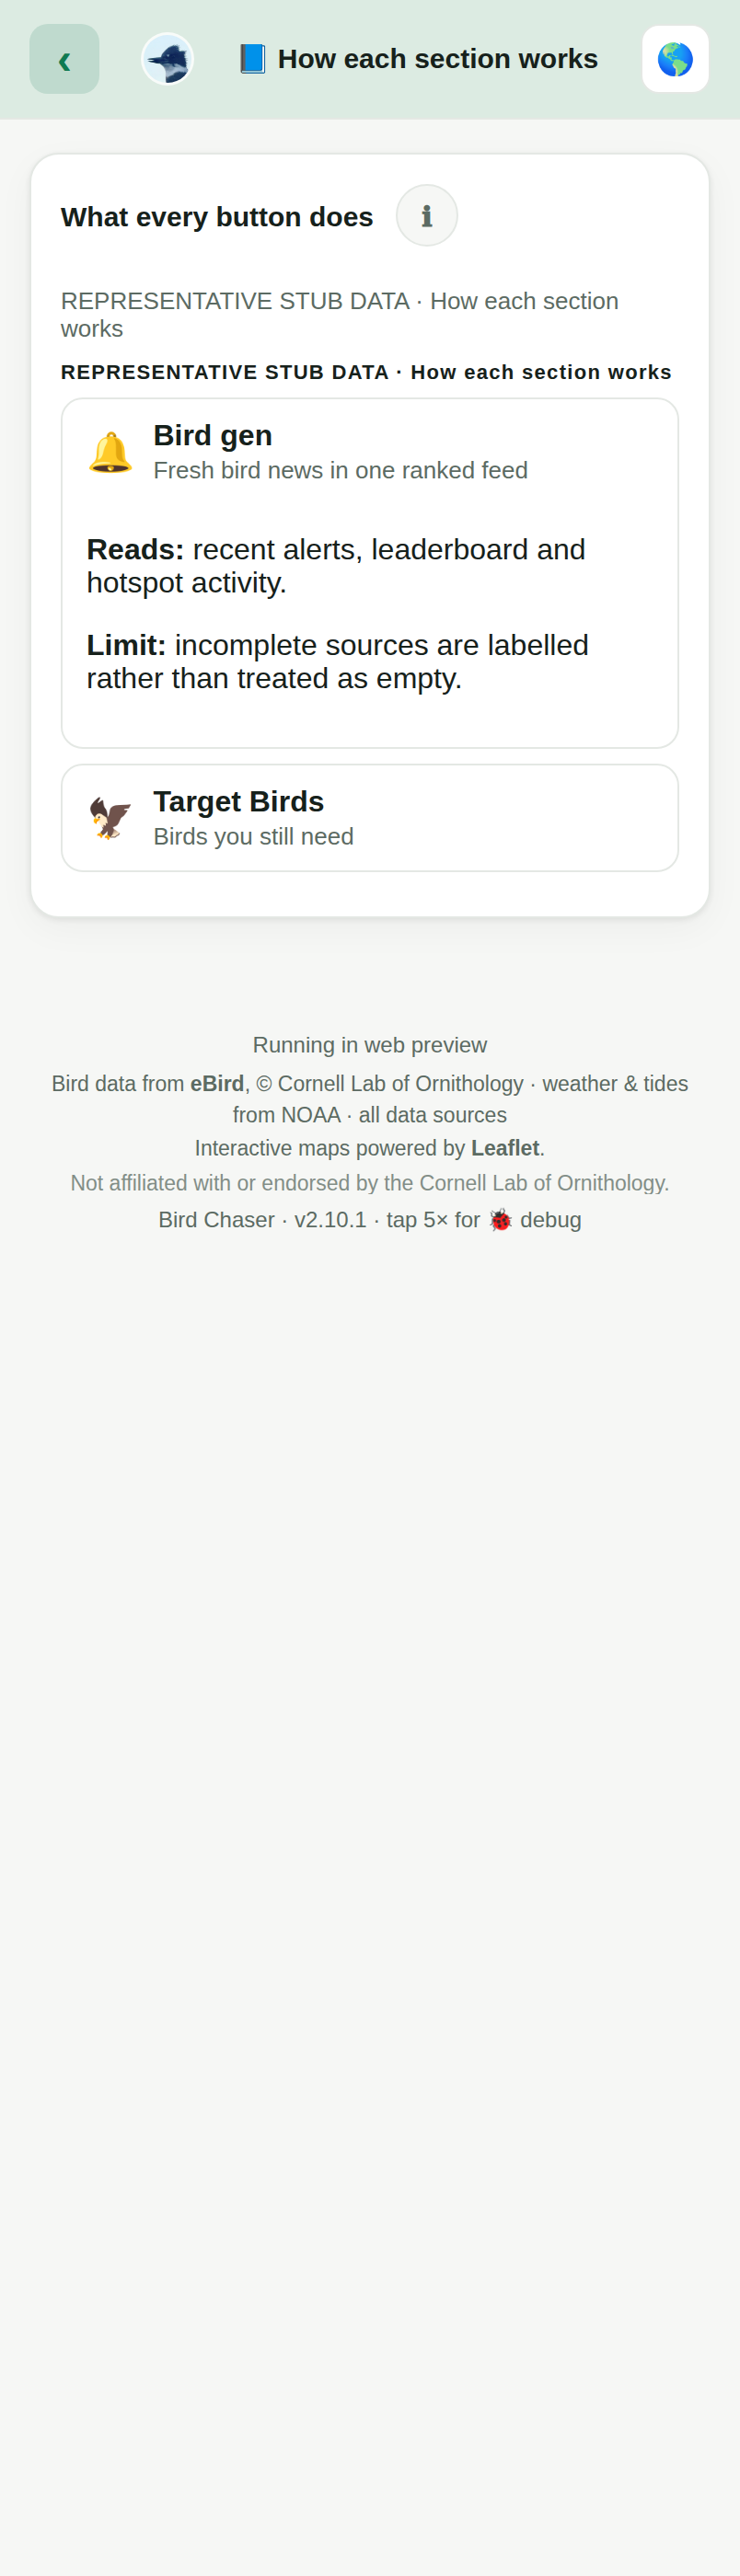 ‹ 📘 How each section works 🌎
What every button does ℹ
REPRESENTATIVE STUB DATA · How each section
works
REPRESENTATIVE STUB DATA · How each section works
🔔 Bird gen
Fresh bird news in one ranked feed
Reads: recent alerts, leaderboard and
hotspot activity.
Limit: incomplete sources are labelled
rather than treated as empty.
🦅 Target Birds
Birds you still need
Running in web preview
Bird data from eBird, © Cornell Lab of Ornithology · weather & tides
from NOAA · all data sources
Interactive maps powered by Leaflet.
Not affiliated with or endorsed by the Cornell Lab of Ornithology.
Bird Chaser · v2.10.1 · tap 5× for 🐞 debug